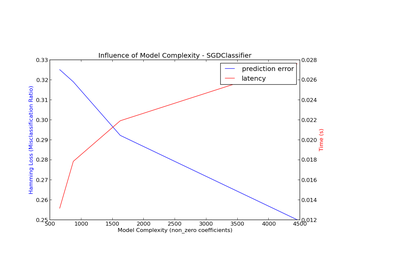 Influence of Model Complexity - SGDClassifier
0.33
0.32
0.31
0.30
0.29
0.28
0.27
0.26
0.25
Hamming Loss (Misclassification Ratio)
prediction error
latency
0.028
0.026
0.024
0.022
0.020
0.018
0.016
0.014
0.012
Time (s)
500 1000 1500 2000 2500 3000 3500 4000 4500
Model Complexity (non_zero coefficients)